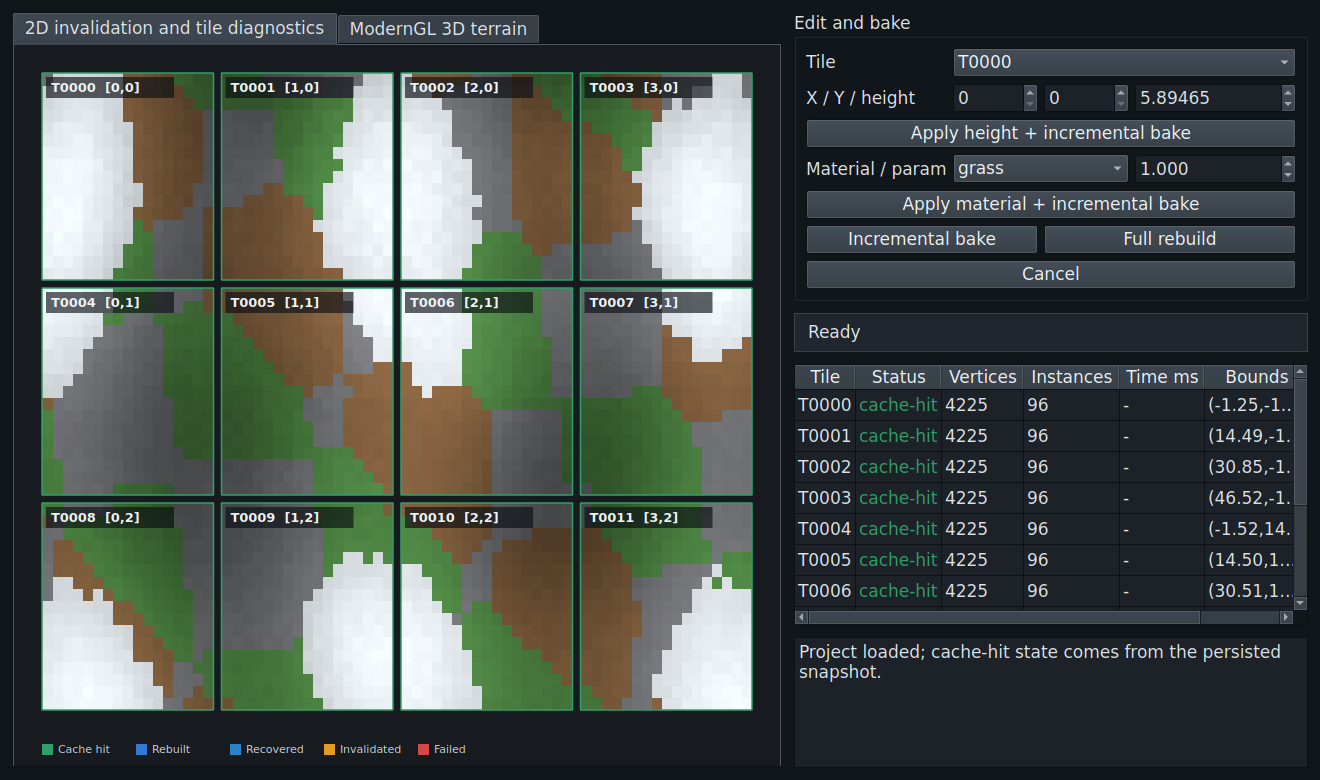 2D invalidation and tile diagnostics
ModernGL 3D terrain
T0000 [0,0]
T0001 [1,0]
T0002 [2,0]
T0003 [3,0]
T0004 [0,1]
T0005 [1,1]
T0006 [2,1]
T0007 [3,1]
T0008 [0,2]
T0009 [1,2]
T0010 [2,2]
T0011 [3,2]
Cache hit
Rebuilt
Recovered
Invalidated
Failed
Edit and bake
Tile T0000
X / Y / height 0 0 5.89465
Apply height + incremental bake
Material / param grass 1.000
Apply material + incremental bake
Incremental bake Full rebuild
Cancel
Ready
Tile Status Vertices Instances Time ms Bounds
T0000 cache-hit 4225 96 - (-1.25,-1..
T0001 cache-hit 4225 96 - (14.49,-1.
T0002 cache-hit 4225 96 - (30.85,-1.
T0003 cache-hit 4225 96 - (46.52,-1.
T0004 cache-hit 4225 96 - (-1.52,14.
T0005 cache-hit 4225 96 - (14.50,1...
T0006 cache-hit 4225 96 - (30.51,1...
Project loaded; cache-hit state comes from the persisted
snapshot.